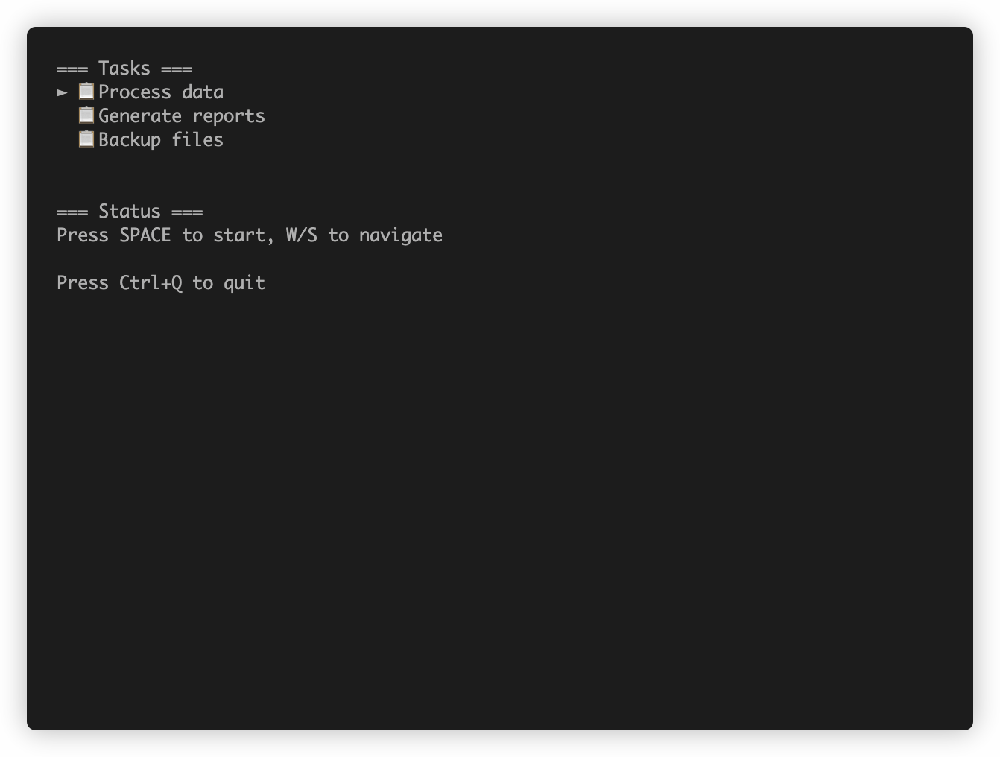 === Tasks ===
► 📋Process data
📋Generate reports
📋Backup files
=== Status ===
Press SPACE to start, W/S to navigate
Press Ctrl+Q to quit